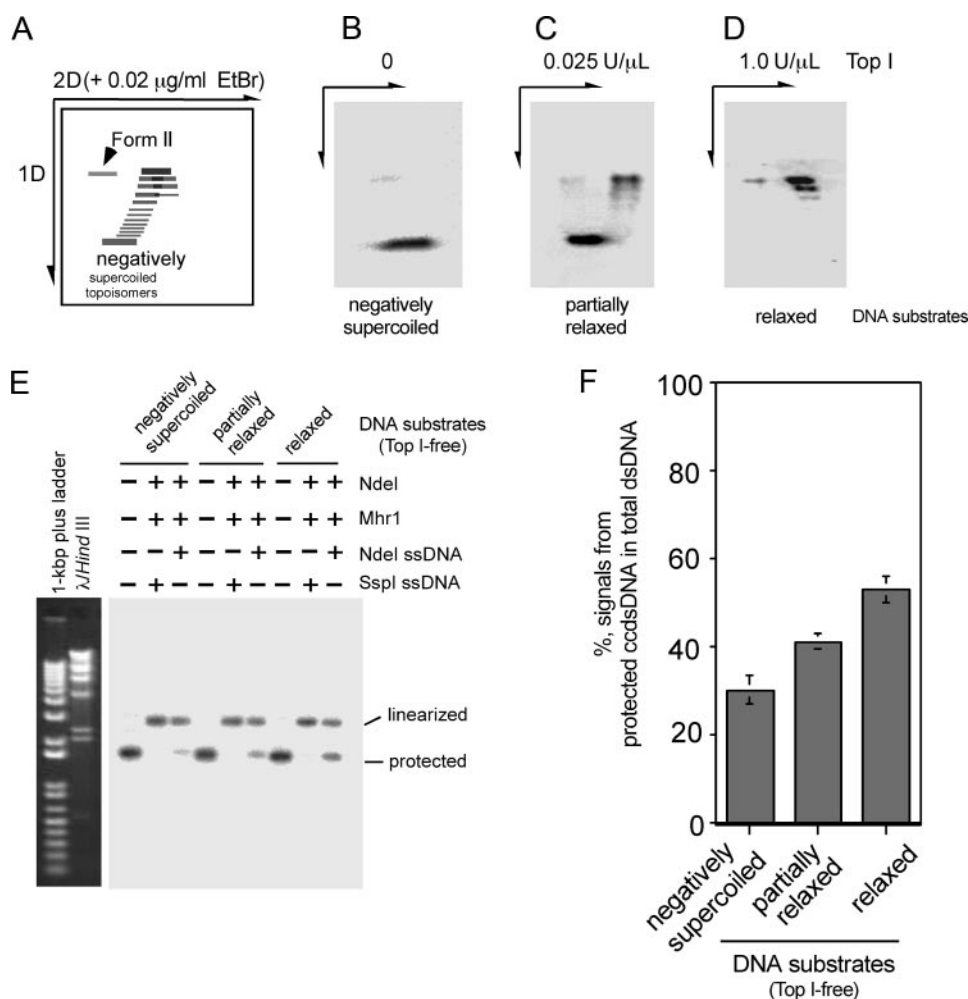 A
2D(+ 0.02 μg/ml EtBr)
1D
Form II
negatively
supercoiled
topoisomers
B
0
negatively
supercoiled
C
0.025 U/μL
partially
relaxed
D
1.0 U/μL Top I
relaxed DNA substrates
E
negatively
supercoiled
partially
relaxed
relaxed
DNA substrates
(Top I-free)
1-kbp plus ladder
λ/Hind III
− + + − + + − + + NdeI
− + + − + + − + + Mhr1
− − + − − + − − + NdeI ssDNA
− + − − + − − + − SspI ssDNA
linearized
protected
F
%, signals from
protected ccdsDNA in total dsDNA
100
80
60
40
20
0
negatively
supercoiled
partially
relaxed
relaxed
DNA substrates
(Top I-free)